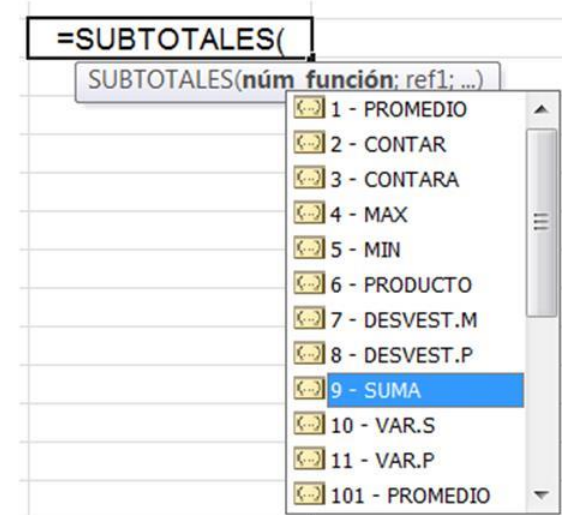 =SUBTOTALES(
SUBTOTALES(núm_función; ref1; ...)
1 - PROMEDIO
2 - CONTAR
3 - CONTARA
4 - MAX
5 - MIN
6 - PRODUCTO
7 - DESVEST.M
8 - DESVEST.P
9 - SUMA
10 - VAR.S
11 - VAR.P
101 - PROMEDIO